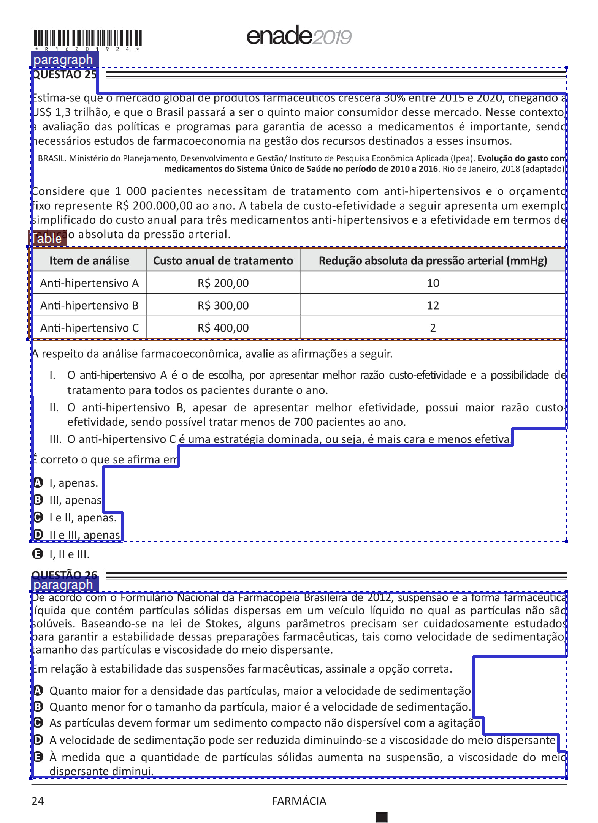 enade2019
paragraph
QUESTÃO 25
Estima-se que o mercado global de produtos farmacêuticos crescerá 30% entre 2015 e 2020, chegando a
US$ 1,3 trilhão, e que o Brasil passará a ser o quinto maior consumidor desse mercado. Nesse contexto,
a avaliação das políticas e programas para garantia de acesso a medicamentos é importante, sendo
necessários estudos de farmacoeconomia na gestão dos recursos destinados a esses insumos.
BRASIL. Ministério do Planejamento, Desenvolvimento e Gestão/ Instituto de Pesquisa Econômica Aplicada (Ipea). Evolução do gasto com
medicamentos do Sistema Único de Saúde no período de 2010 a 2016. Rio de Janeiro, 2018 (adaptado).
Considere que 1 000 pacientes necessitam de tratamento com anti-hipertensivos e o orçamento
fixo represente R$ 200.000,00 ao ano. A tabela de custo-efetividade a seguir apresenta um exemplo
simplificado do custo anual para três medicamentos anti-hipertensivos e a efetividade em termos de
Table o absoluta da pressão arterial.
Item de análise Custo anual de tratamento Redução absoluta da pressão arterial (mmHg)
Anti-hipertensivo A R$ 200,00 10
Anti-hipertensivo B R$ 300,00 12
Anti-hipertensivo C R$ 400,00 2
A respeito da análise farmacoeconômica, avalie as afirmações a seguir.
I. O anti-hipertensivo A é o de escolha, por apresentar melhor razão custo-efetividade e a possibilidade de
tratamento para todos os pacientes durante o ano.
II. O anti-hipertensivo B, apesar de apresentar melhor efetividade, possui maior razão custo-
efetividade, sendo possível tratar menos de 700 pacientes ao ano.
III. O anti-hipertensivo C é uma estratégia dominada, ou seja, é mais cara e menos efetiva.
É correto o que se afirma em
A I, apenas.
B III, apenas.
C I e II, apenas.
D II e III, apenas.
E I, II e III.
QUESTÃO 26
paragraph
De acordo com o Formulário Nacional da Farmacopeia Brasileira de 2012, suspensão é a forma farmacêutica
líquida que contém partículas sólidas dispersas em um veículo líquido no qual as partículas não são
solúveis. Baseando-se na lei de Stokes, alguns parâmetros precisam ser cuidadosamente estudados
para garantir a estabilidade dessas preparações farmacêuticas, tais como velocidade de sedimentação,
tamanho das partículas e viscosidade do meio dispersante.
Em relação à estabilidade das suspensões farmacêuticas, assinale a opção correta.
A Quanto maior for a densidade das partículas, maior a velocidade de sedimentação.
B Quanto menor for o tamanho da partícula, maior é a velocidade de sedimentação.
C As partículas devem formar um sedimento compacto não dispersível com a agitação.
D A velocidade de sedimentação pode ser reduzida diminuindo-se a viscosidade do meio dispersante.
E À medida que a quantidade de partículas sólidas aumenta na suspensão, a viscosidade do meio
dispersante diminui.
24 FARMÁCIA